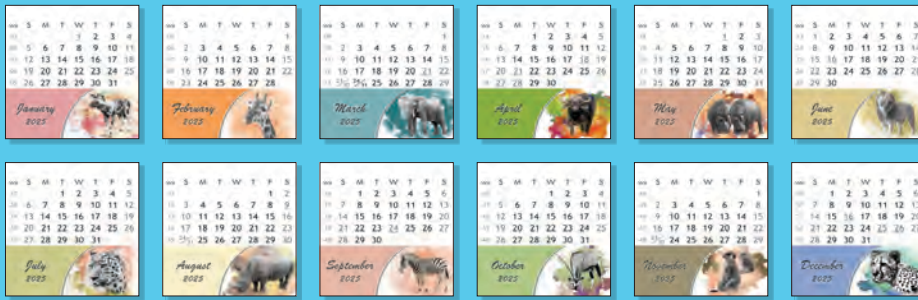 S M T W T F S
1 2 3 4
5 6 7 8 9 10 11
12 13 14 15 16 17 18
19 20 21 22 23 24 25
26 27 28 29 30 31
January
2025
S M T W T F S
1
2 3 4 5 6 7 8
9 10 11 12 13 14 15
16 17 18 19 20 21 22
23 24 25 26 27 28
February
2025
S M T W T F S
1
2 3 4 5 6 7 8
9 10 11 12 13 14 15
16 17 18 19 20 21 22
25 26 27 28 29
March
2025
S M T W T F S
1 2 3 4 5
6 7 8 9 10 11 12
13 14 15 16 17 18 19
20 21 22 23 24 25 26
27 28 29 30
April
2025
S M T W T F S
1 2 3
4 5 6 7 8 9 10
11 12 13 14 15 16 17
18 19 20 21 22 23 24
25 26 27 28 29 30 31
May
2025
S M T W T F
1 2 3 4 5 6
8 9 10 11 12 13
15 16 17 18 19 20
22 23 24 25 26 27
29 30
June
2025
S M T W T F S
1 2 3 4 5
6 7 8 9 10 11 12
13 14 15 16 17 18 19
20 21 22 23 24 25 26
27 28 29 30 31
July
2025
S M T W T F S
1 2
3 4 5 6 7 8 9
10 11 12 13 14 15 16
17 18 19 20 21 22 23
25 26 27 28 29 30
August
2025
S M T W T F S
1 2 3 4 5 6
7 8 9 10 11 12 13
14 15 16 17 18 19 20
21 22 23 24 25 26 27
28 29 30
September
2025
S M T W T F S
1 2 3 4
5 6 7 8 9 10 11
12 13 14 15 16 17 18
19 20 21 22 23 24 25
26 27 28 29 30 31
October
2025
S M T W T F S
1
2 3 4 5 6 7 8
9 10 11 12 13 14 15
16 17 18 19 20 21 22
24 25 26 27 28 29
November
2025
S M T W T F
1 2 3 4 5
7 8 9 10 11 12
14 15 16 17 18 19
21 22 23 24 25 26
28 29 30 31
December
2025